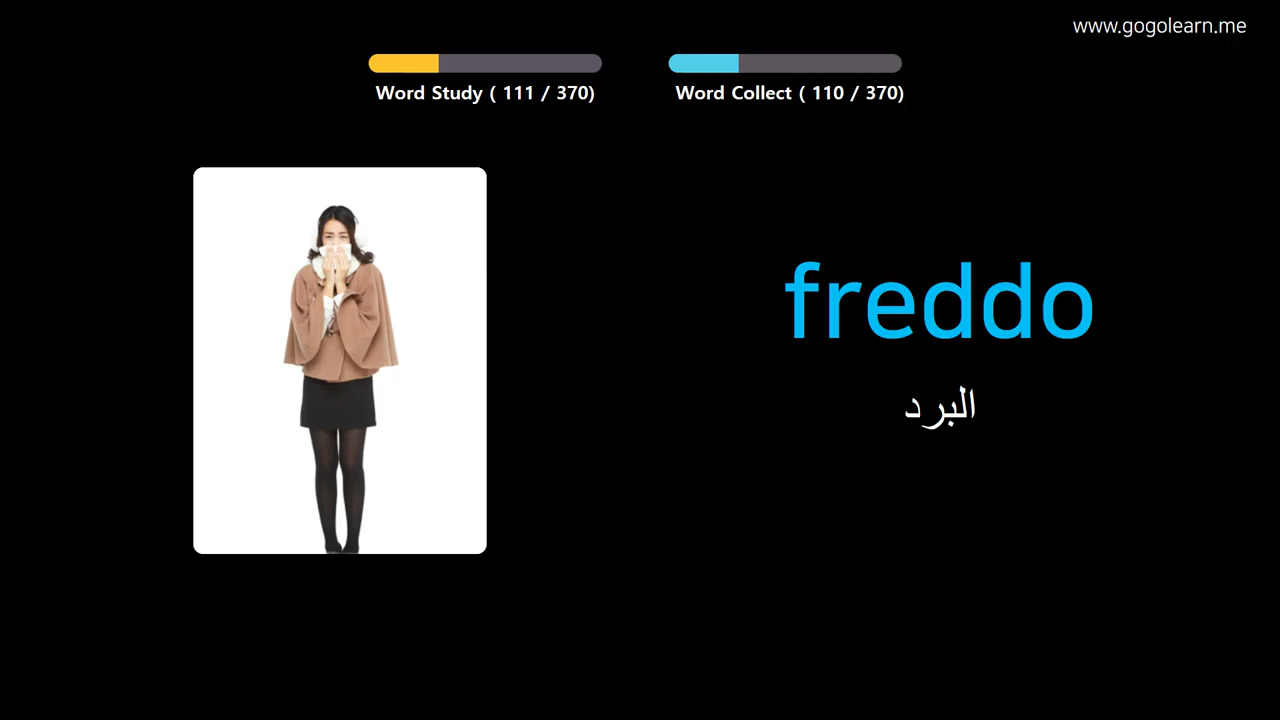 www.gogolearn.me
Word Study ( 111 / 370)
Word Collect ( 110 / 370)
freddo
البرد